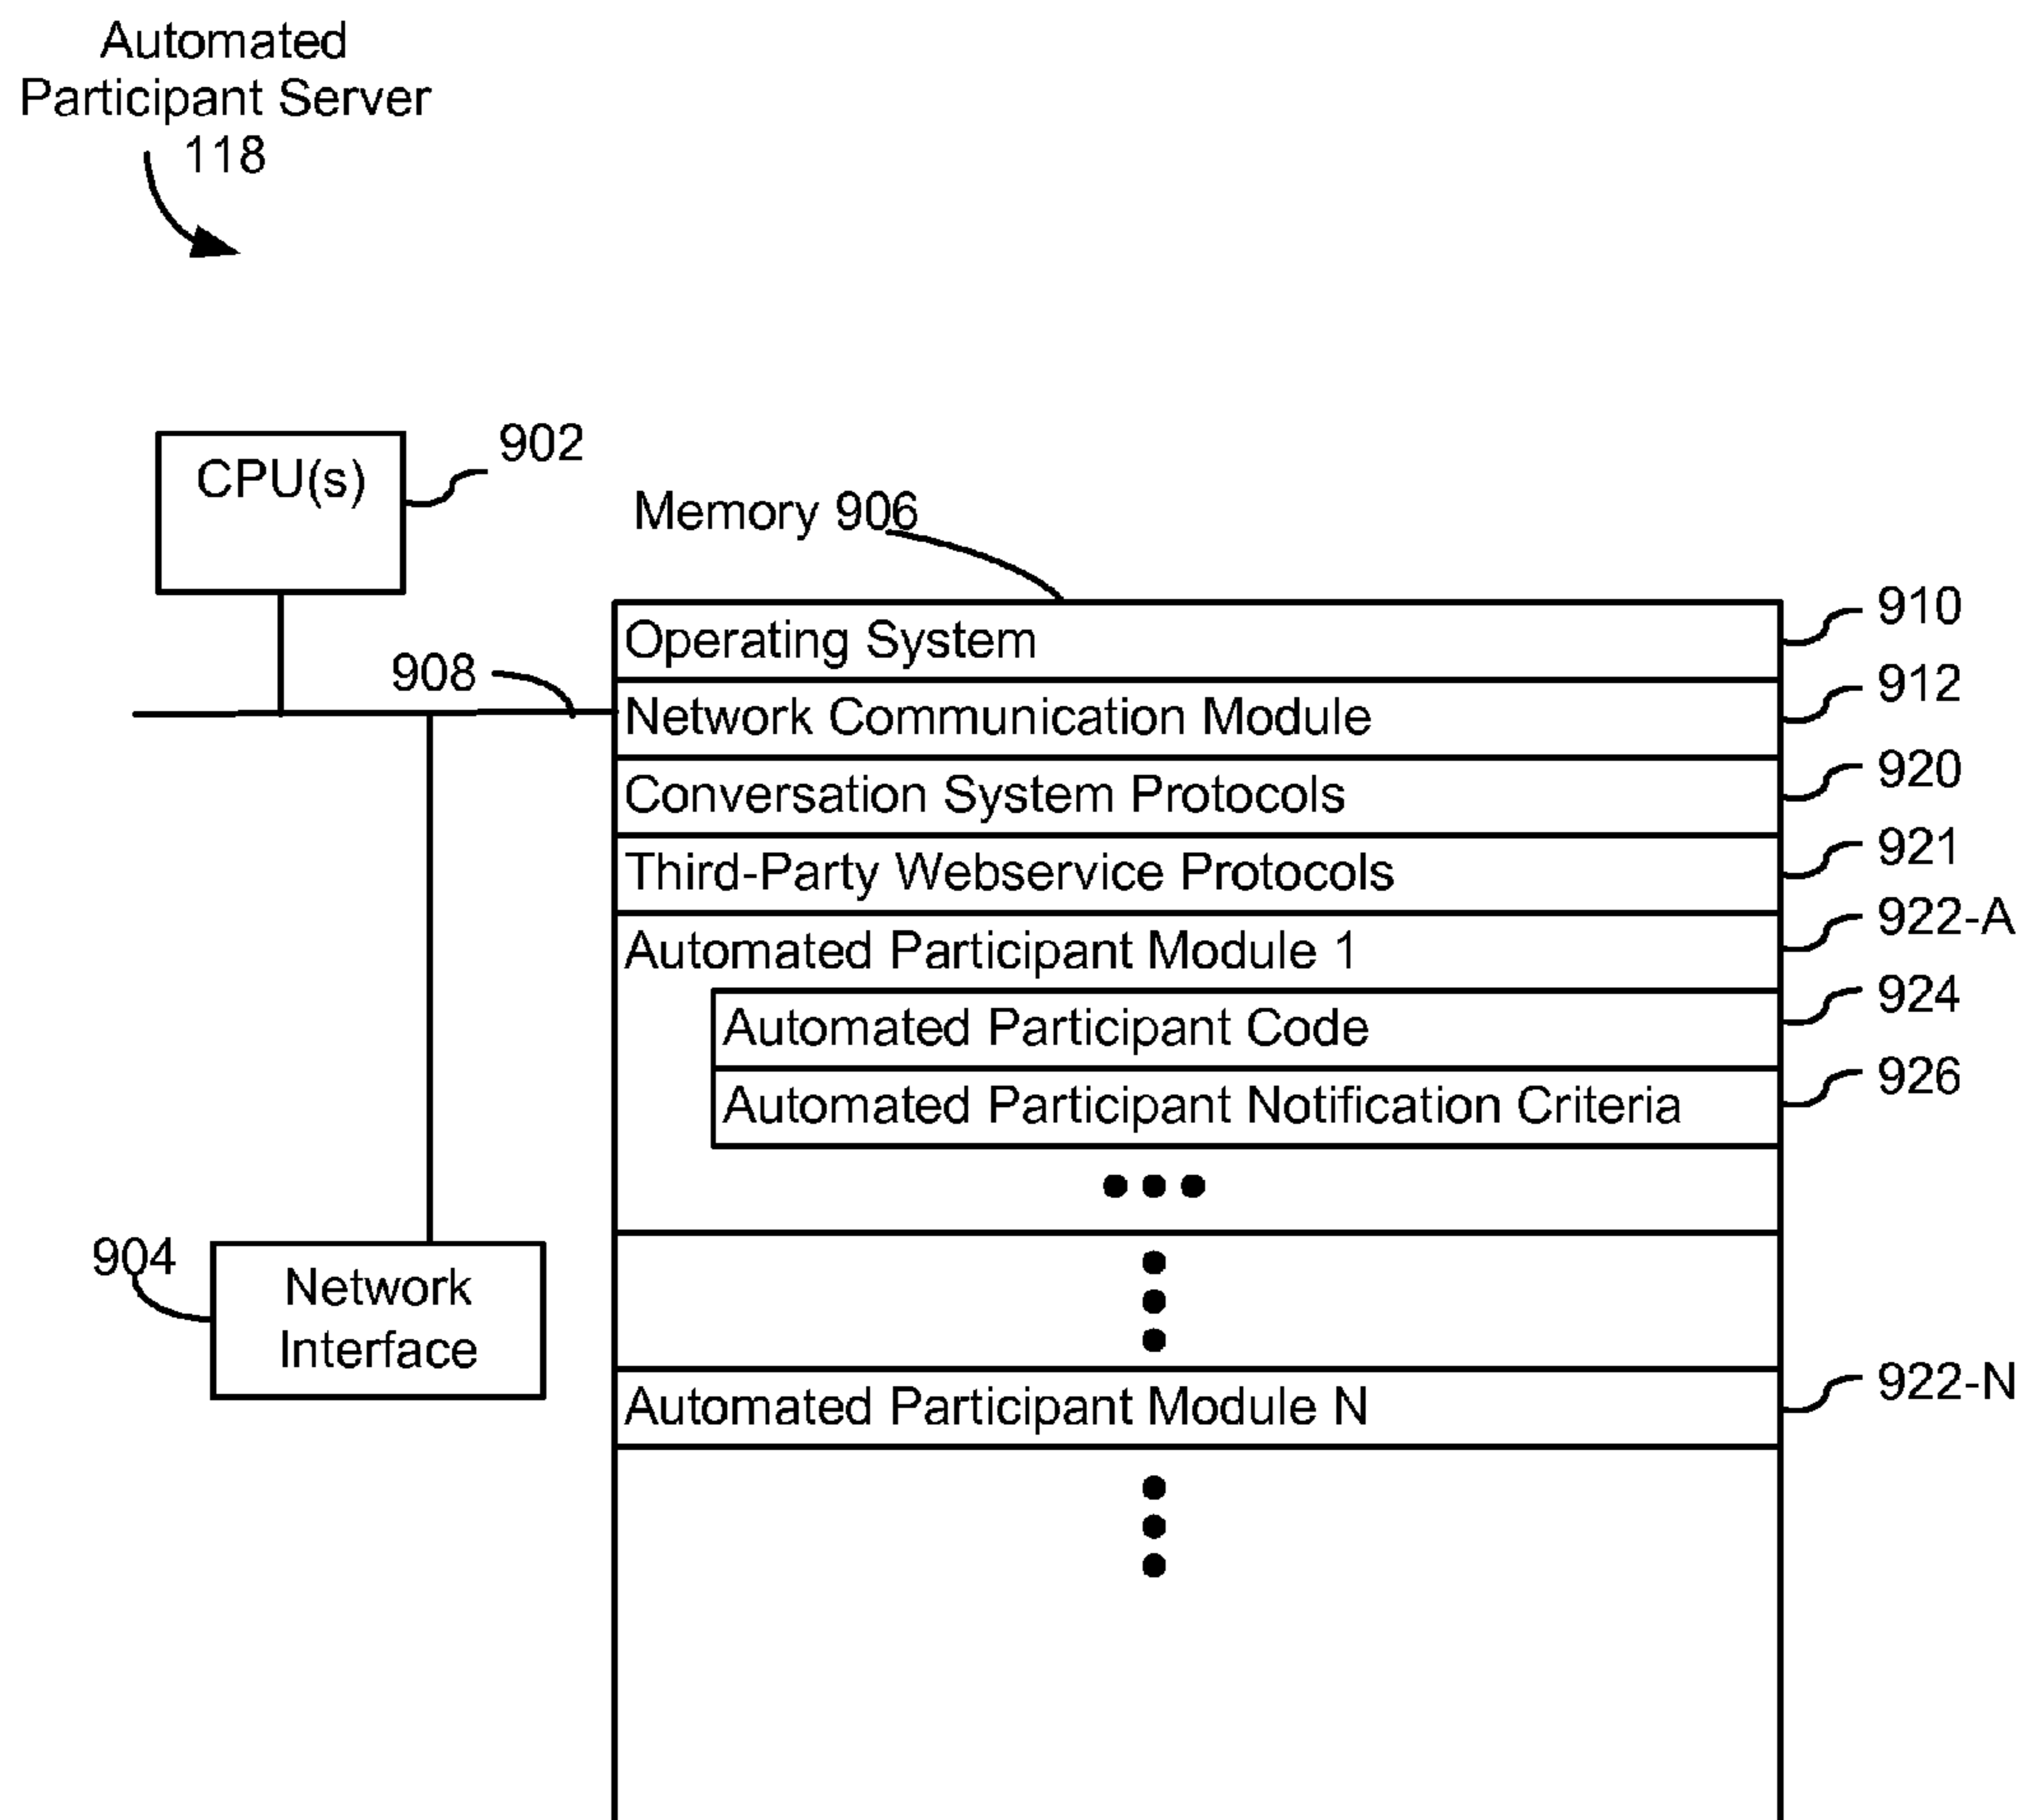 Automated
Participant Server
118
CPU(s)
902
Memory 906
908
Operating System
910
Network Communication Module
912
Conversation System Protocols
920
Third-Party Webservice Protocols
921
Automated Participant Module 1
922-A
Automated Participant Code
924
Automated Participant Notification Criteria
926
904
Network
Interface
Automated Participant Module N
922-N